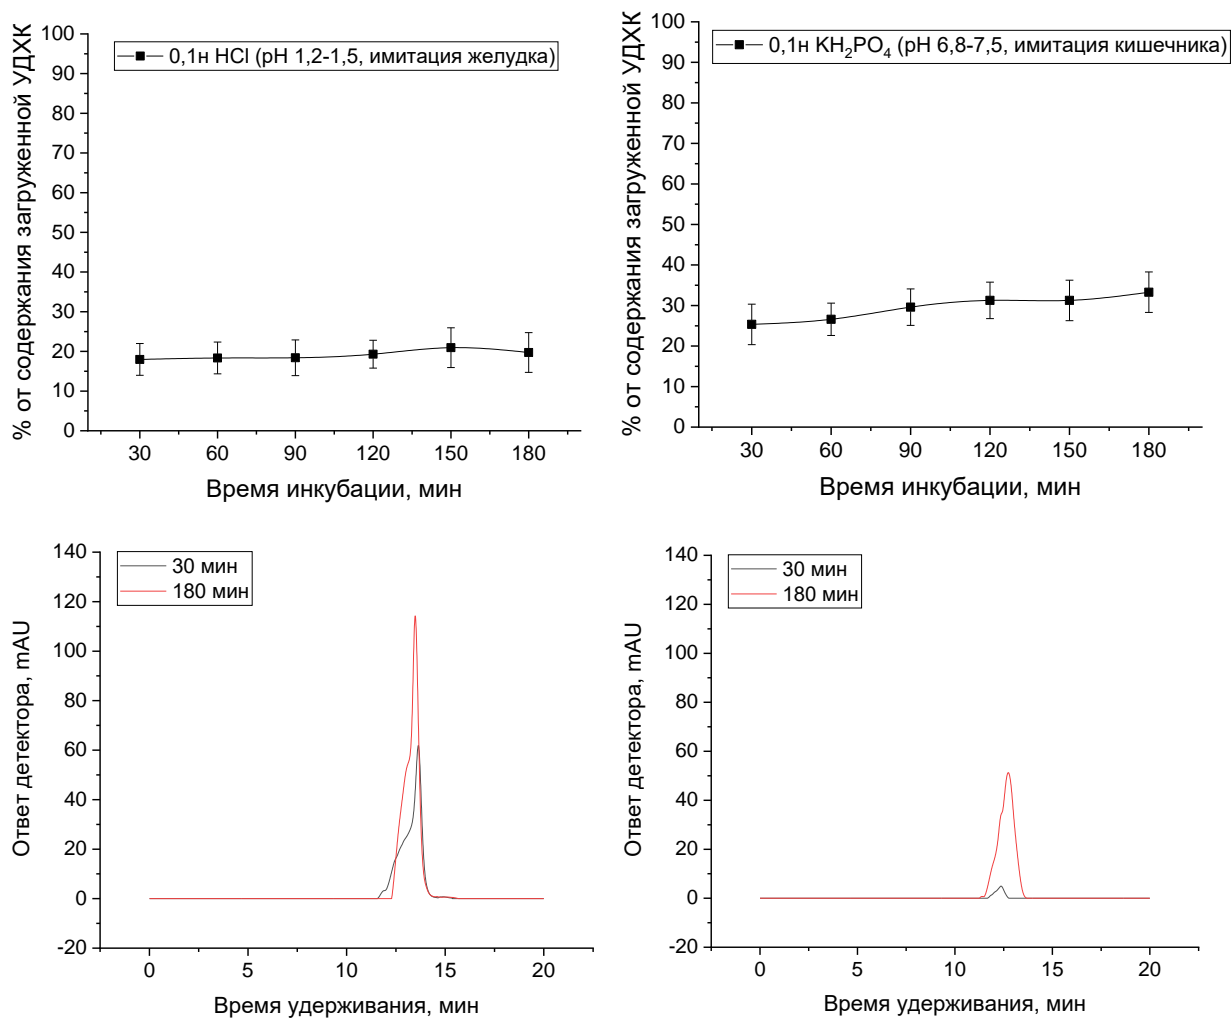 % от содержания загруженной УДХК
100
90
80
70
60
50
40
30
20
10
0
0,1н HCl (pH 1,2-1,5, имитация желудка)
30 60 90 120 150 180
Время инкубации, мин
% от содержания загруженной УДХК
100
90
80
70
60
50
40
30
20
10
0
0,1н KH₂PO₄ (pH 6,8-7,5, имитация кишечника)
30 60 90 120 150 180
Время инкубации, мин
Ответ детектора, mAU
140
120
100
80
60
40
20
0
-20
30 мин
180 мин
0 5 10 15 20
Время удерживания, мин
Ответ детектора, mAU
140
120
100
80
60
40
20
0
-20
30 мин
180 мин
0 5 10 15 20
Время удерживания, мин